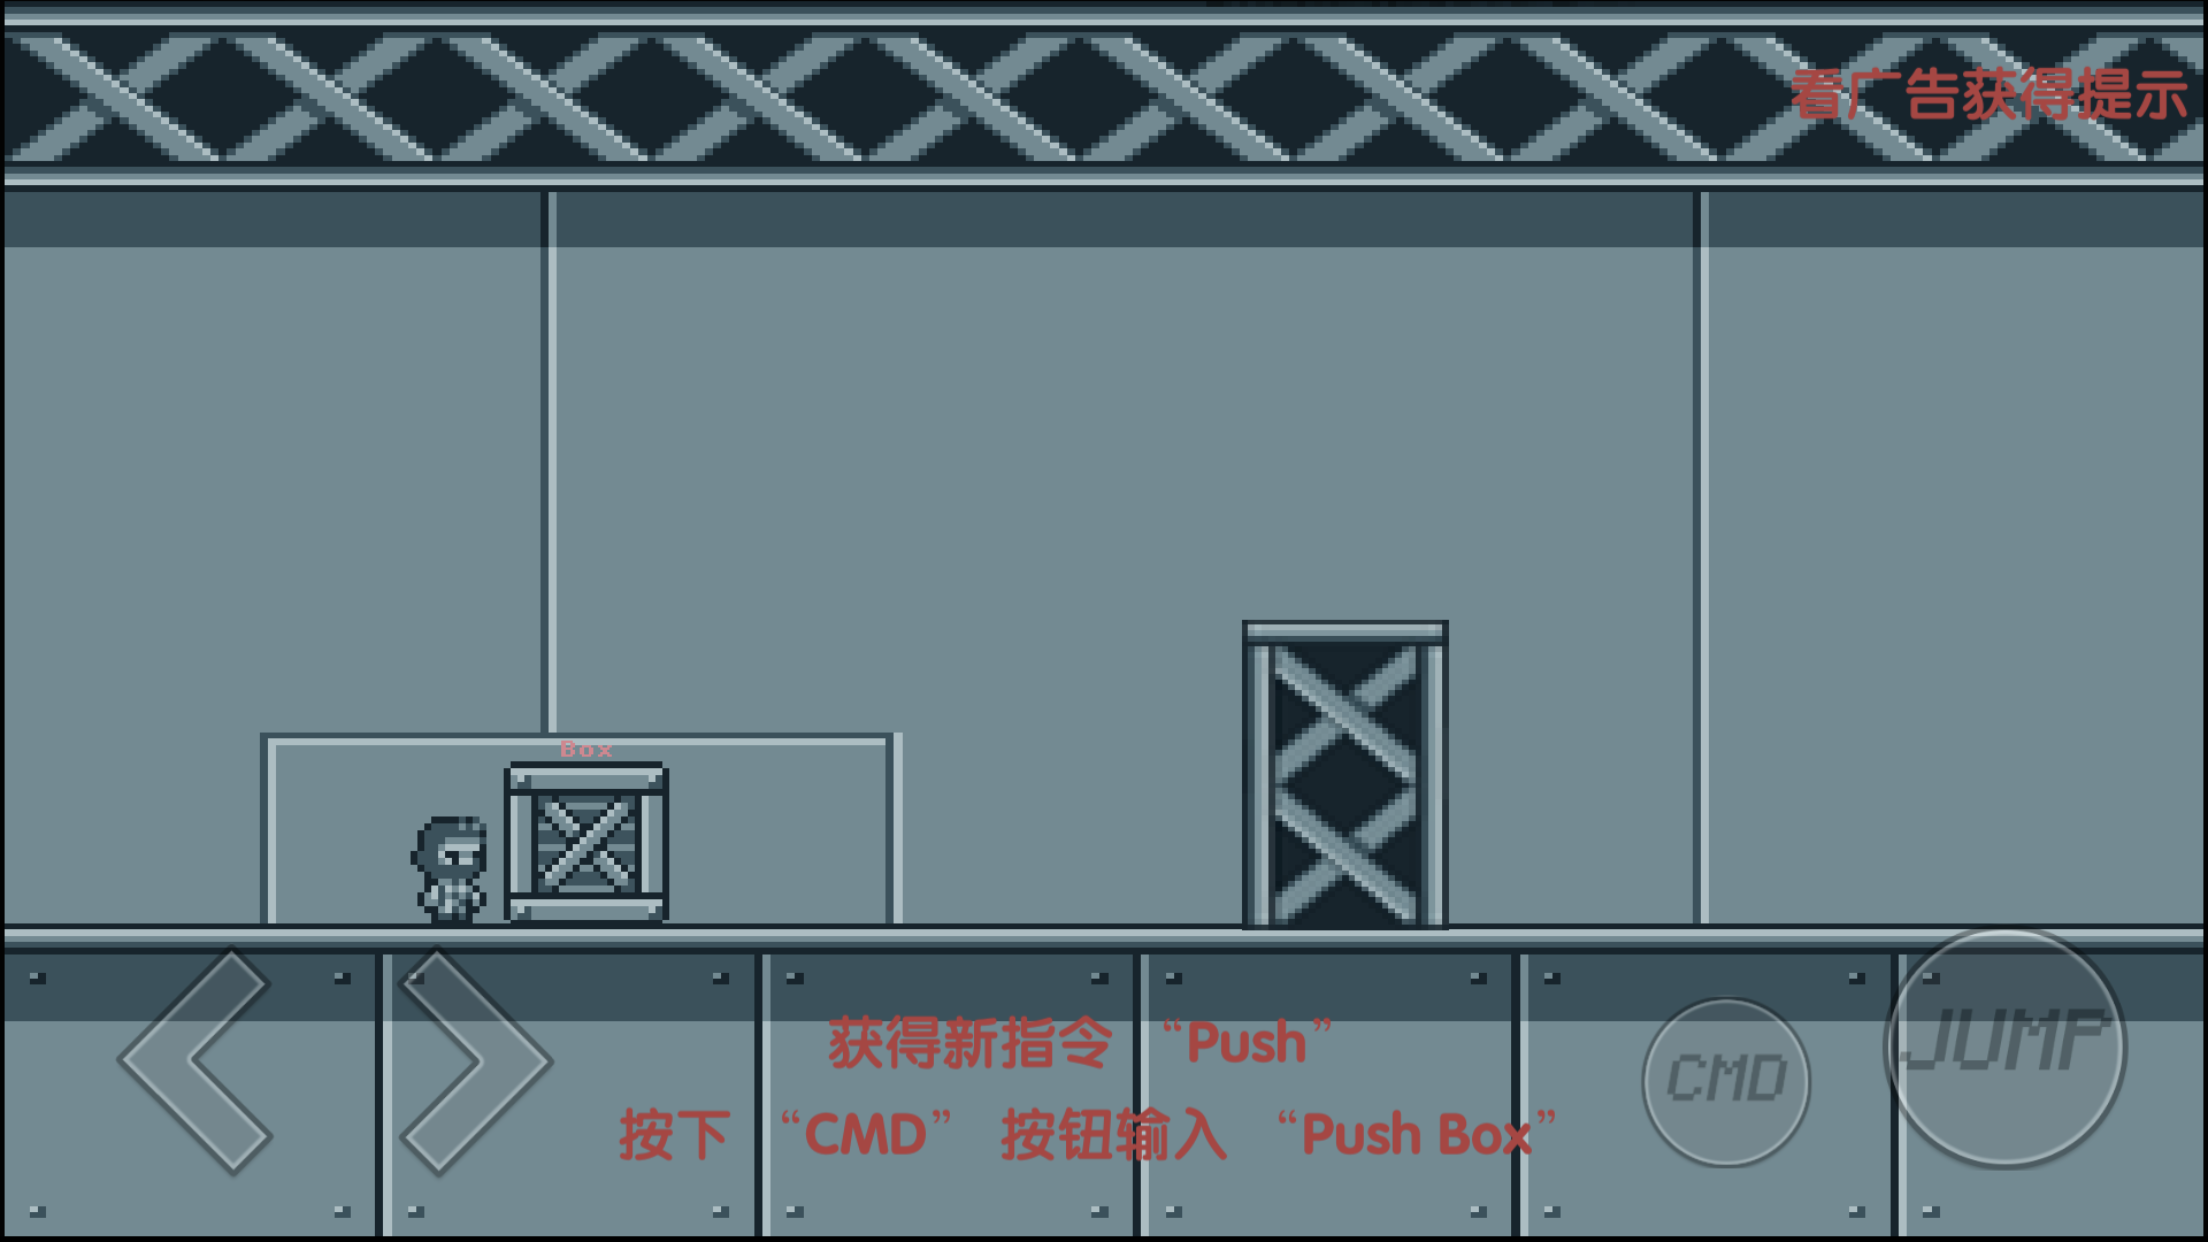 看广告获得提示
Box
获得新指令 “Push”
按下 “CMD” 按钮输入 “Push Box”
CMD
JUMP